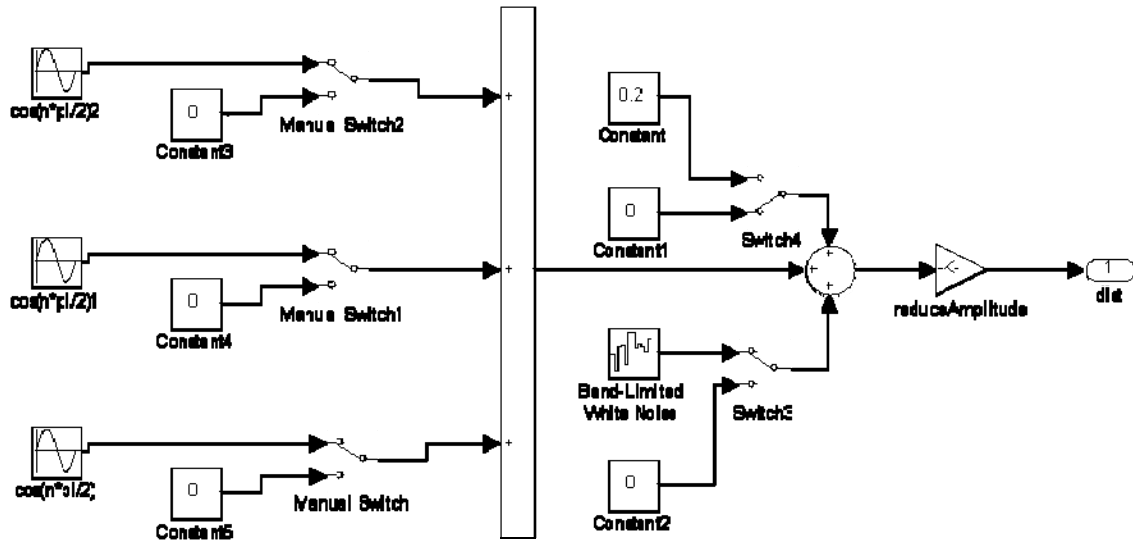 cos(n*pi/2)2
0
Constant3
Manual Switch2
+
0.2
Constant
0
Constant1
Switch4
cos(n*pi/2)1
0
Constant4
Manual Switch1
+
+
+
+
-K-
reduceAmplitude
1
dist
Band-Limited
White Noise
Switch3
cos(n*pi/2)
0
Constant5
Manual Switch
+
0
Constant2